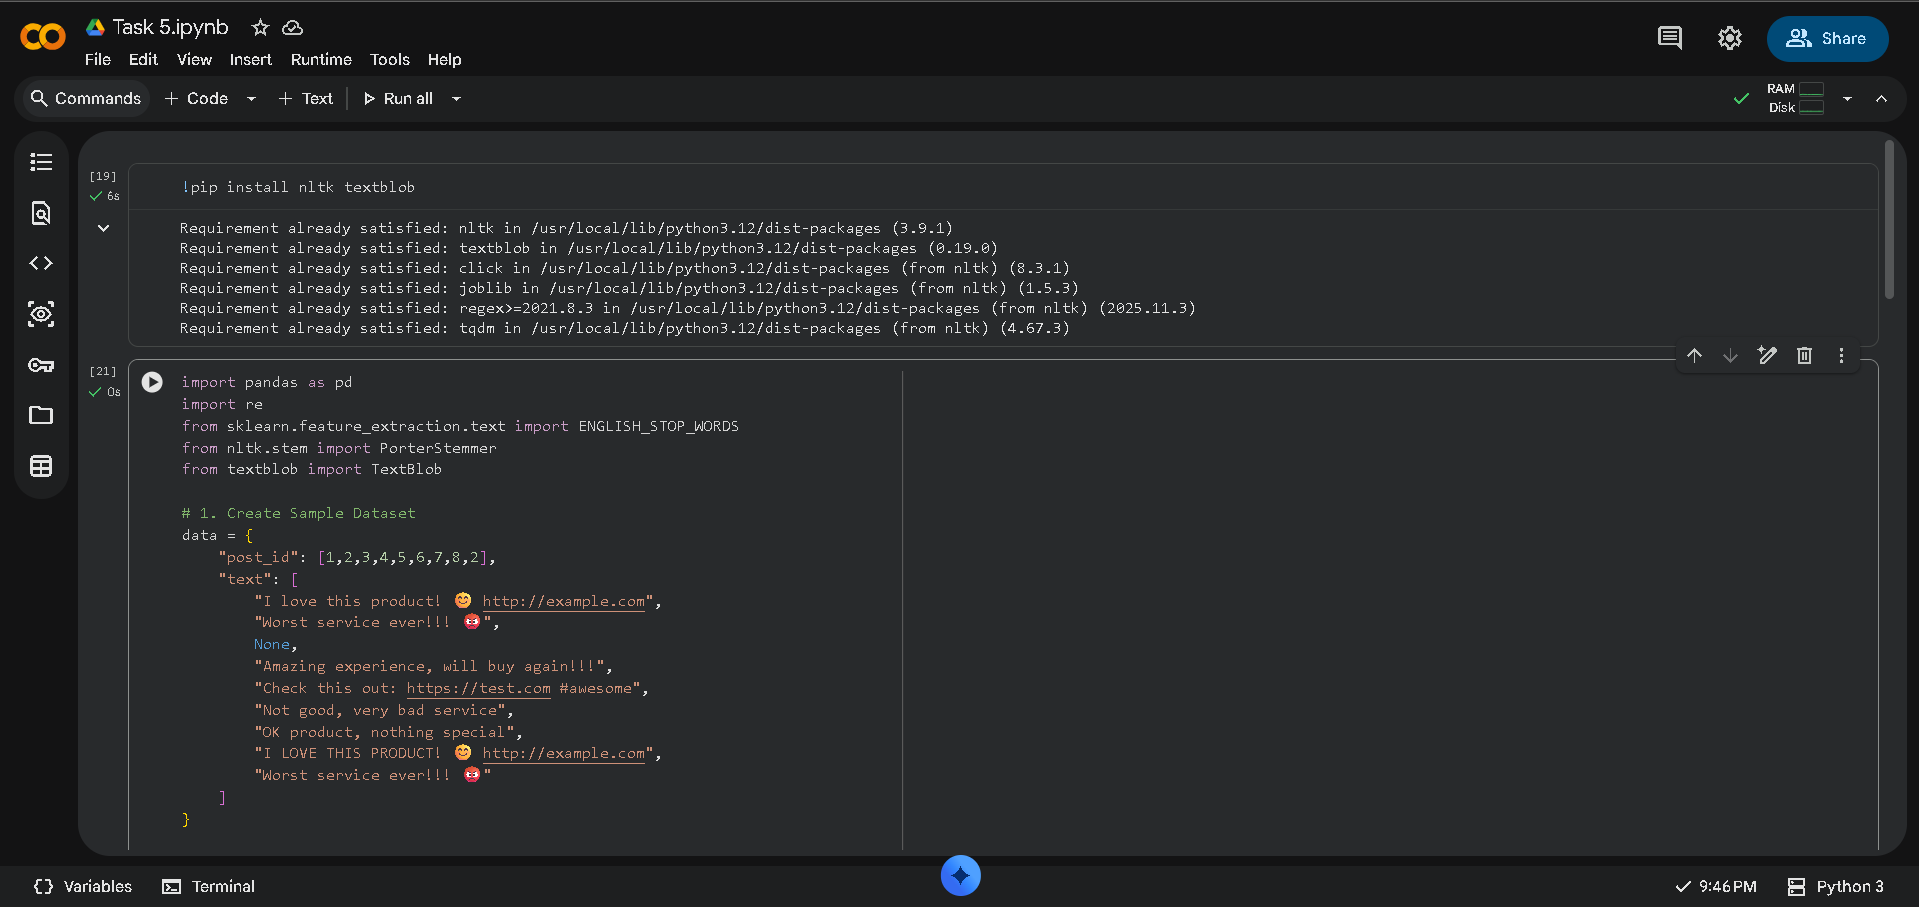 Task 5.ipynb
File Edit View Insert Runtime Tools Help
Share
Commands + Code + Text Run all
RAM
Disk
[19]
6s
!pip install nltk textblob
Requirement already satisfied: nltk in /usr/local/lib/python3.12/dist-packages (3.9.1)
Requirement already satisfied: textblob in /usr/local/lib/python3.12/dist-packages (0.19.0)
Requirement already satisfied: click in /usr/local/lib/python3.12/dist-packages (from nltk) (8.3.1)
Requirement already satisfied: joblib in /usr/local/lib/python3.12/dist-packages (from nltk) (1.5.3)
Requirement already satisfied: regex>=2021.8.3 in /usr/local/lib/python3.12/dist-packages (from nltk) (2025.11.3)
Requirement already satisfied: tqdm in /usr/local/lib/python3.12/dist-packages (from nltk) (4.67.3)
[21]
0s
import pandas as pd
import re
from sklearn.feature_extraction.text import ENGLISH_STOP_WORDS
from nltk.stem import PorterStemmer
from textblob import TextBlob
# 1. Create Sample Dataset
data = {
"post_id": [1,2,3,4,5,6,7,8,2],
"text": [
"I love this product! 😊 http://example.com",
"Worst service ever!!! 😡",
None,
"Amazing experience, will buy again!!!",
"Check this out: https://test.com #awesome",
"Not good, very bad service",
"OK product, nothing special",
"I LOVE THIS PRODUCT! 😊 http://example.com",
"Worst service ever!!! 😡"
]
}
Variables Terminal
9:46 PM Python 3